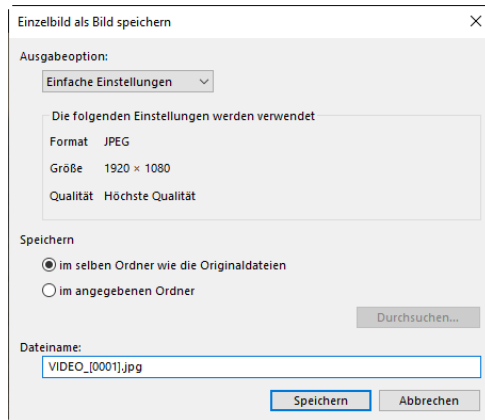 Einzelbild als Bild speichern
Ausgabeoption:
Einfache Einstellungen
Die folgenden Einstellungen werden verwendet
Format JPEG
Größe 1920 × 1080
Qualität Höchste Qualität
Speichern
im selben Ordner wie die Originaldateien
im angegebenen Ordner
Durchsuchen...
Dateiname:
VIDEO_[0001].jpg
Speichern Abbrechen